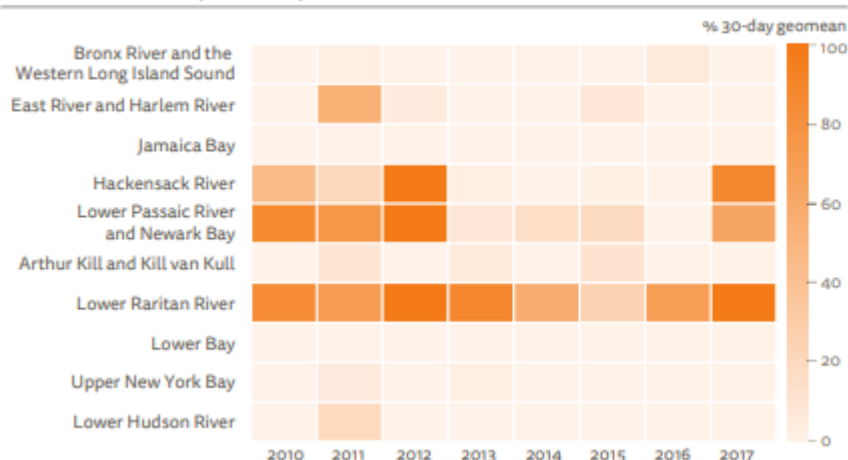 % 30-day geomean
Bronx River and the
Western Long Island Sound
East River and Harlem River
Jamaica Bay
Hackensack River
Lower Passaic River
and Newark Bay
Arthur Kill and Kill van Kull
Lower Raritan River
Lower Bay
Upper New York Bay
Lower Hudson River
100
80
60
40
20
0
2010 2011 2012 2013 2014 2015 2016 2017